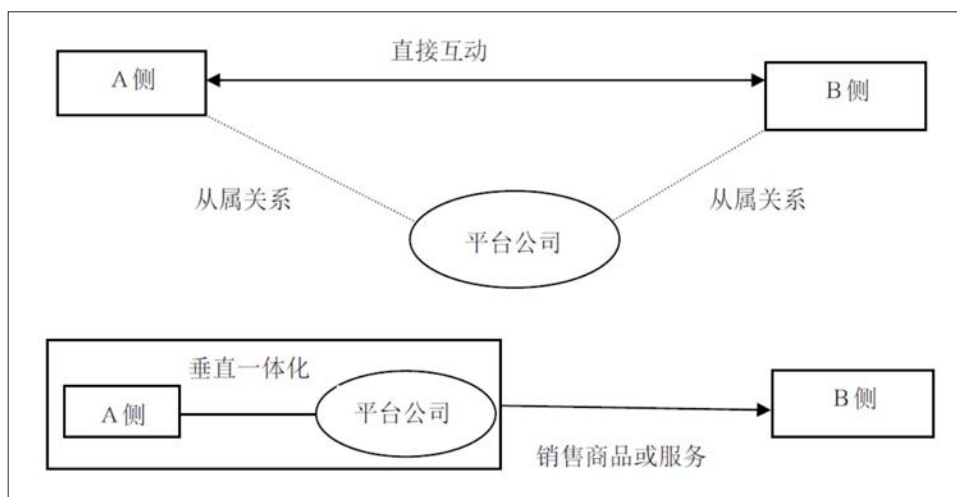 直接互动
A 侧
B 侧
从属关系
从属关系
平台公司
垂直一体化
A 侧
平台公司
B 侧
销售商品或服务